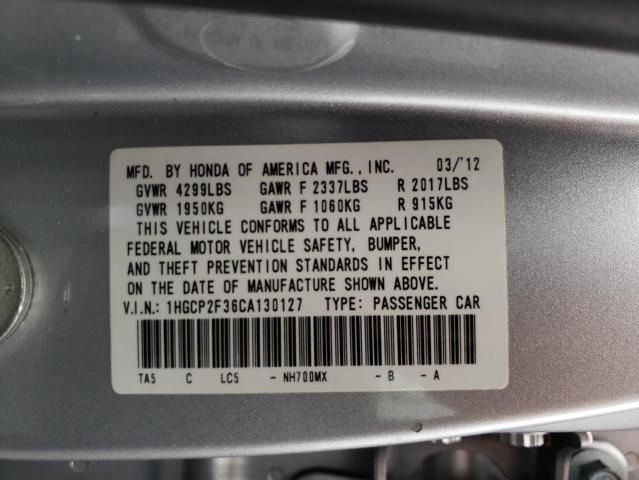 MFD. BY HONDA OF AMERICA MFG., INC. 03/'12
GVWR 4299LBS GAWR F 2337LBS R 2017LBS
GVWR 1950KG GAWR F 1060KG R 915KG
THIS VEHICLE CONFORMS TO ALL APPLICABLE
FEDERAL MOTOR VEHICLE SAFETY, BUMPER,
AND THEFT PREVENTION STANDARDS IN EFFECT
ON THE DATE OF MANUFACTURE SHOWN ABOVE.
V.I.N.: 1HGCP2F36CA130127 TYPE: PASSENGER CAR
TA5 C LC5 - NH700MX - B - A